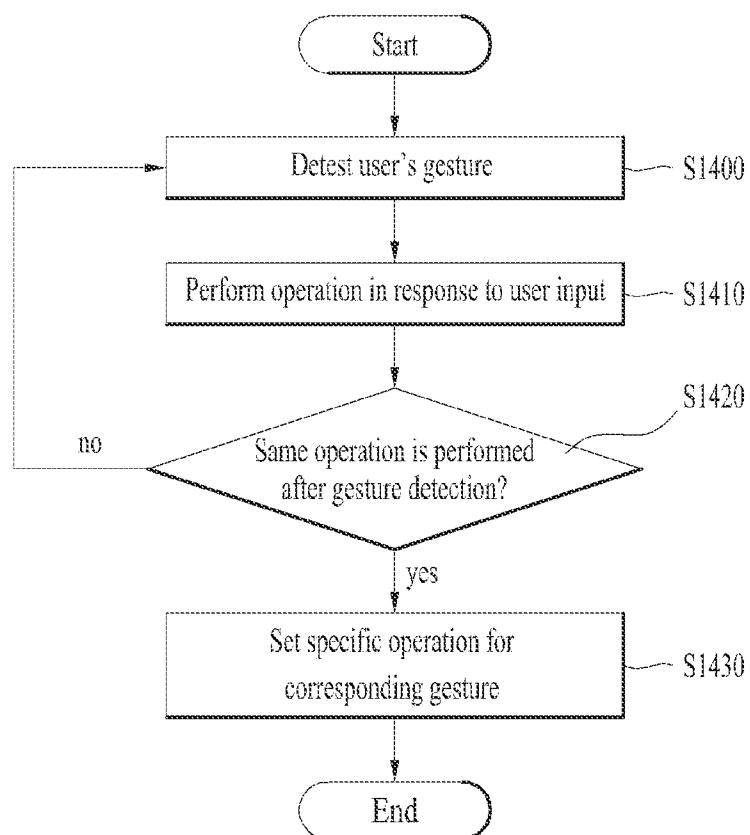 Start
Detest user's gesture
S1400
Perform operation in response to user input
S1410
S1420
Same operation is performed
after gesture detection?
no
yes
Set specific operation for
corresponding gesture
S1430
End